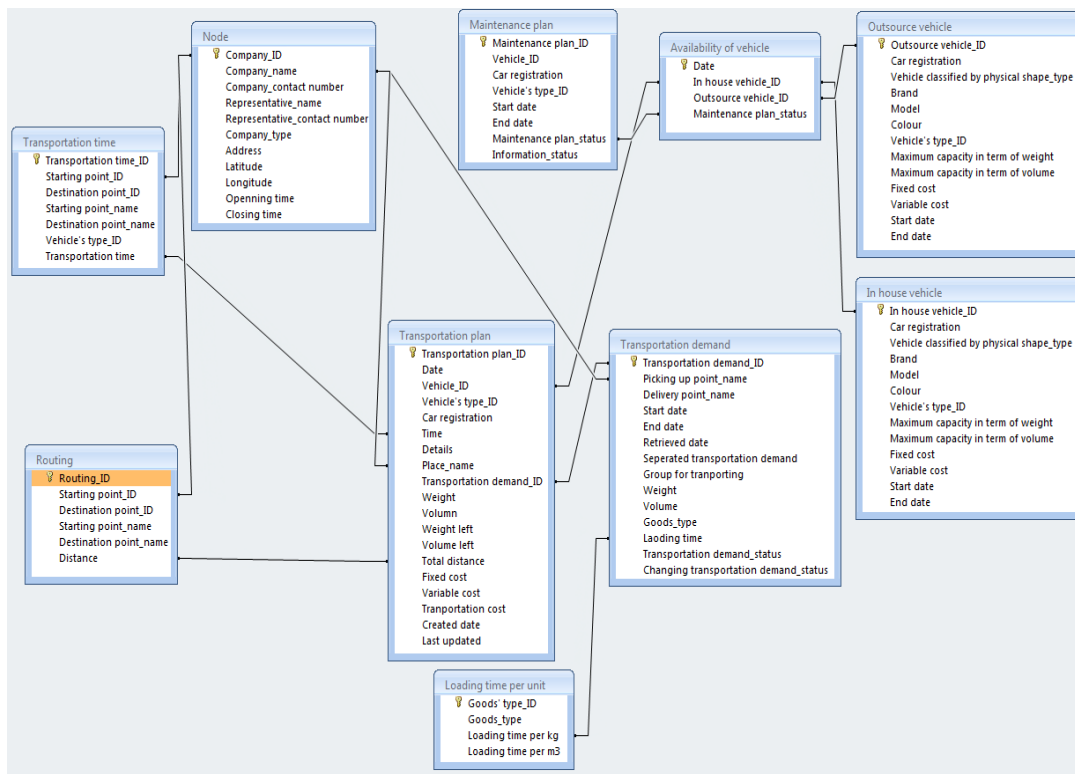 Node
Company_ID
Company_name
Company_contact number
Representative_name
Representative_contact number
Company_type
Address
Latitude
Longitude
Openning time
Closing time
Maintenance plan
Maintenance plan_ID
Vehicle_ID
Car registration
Vehicle's type_ID
Start date
End date
Maintenance plan_status
Information_status
Availability of vehicle
Date
In house vehicle_ID
Outsource vehicle_ID
Maintenance plan_status
Outsource vehicle
Outsource vehicle_ID
Car registration
Vehicle classified by physical shape_type
Brand
Model
Colour
Vehicle's type_ID
Maximum capacity in term of weight
Maximum capacity in term of volume
Fixed cost
Variable cost
Start date
End date
Transportation time
Transportation time_ID
Starting point_ID
Destination point_ID
Starting point_name
Destination point_name
Vehicle's type_ID
Transportation time
In house vehicle
In house vehicle_ID
Car registration
Vehicle classified by physical shape_type
Brand
Model
Colour
Vehicle's type_ID
Maximum capacity in term of weight
Maximum capacity in term of volume
Fixed cost
Variable cost
Start date
End date
Transportation plan
Transportation plan_ID
Date
Vehicle_ID
Vehicle's type_ID
Car registration
Time
Details
Place_name
Transportation demand_ID
Weight
Volumn
Weight left
Volume left
Total distance
Fixed cost
Variable cost
Tranportation cost
Created date
Last updated
Transportation demand
Transportation demand_ID
Picking up point_name
Delivery point_name
Start date
End date
Retrieved date
Seperated transportation demand
Group for tranporting
Weight
Volume
Goods_type
Laoding time
Transportation demand_status
Changing transportation demand_status
Routing
Routing_ID
Starting point_ID
Destination point_ID
Starting point_name
Destination point_name
Distance
Loading time per unit
Goods' type_ID
Goods_type
Loading time per kg
Loading time per m3